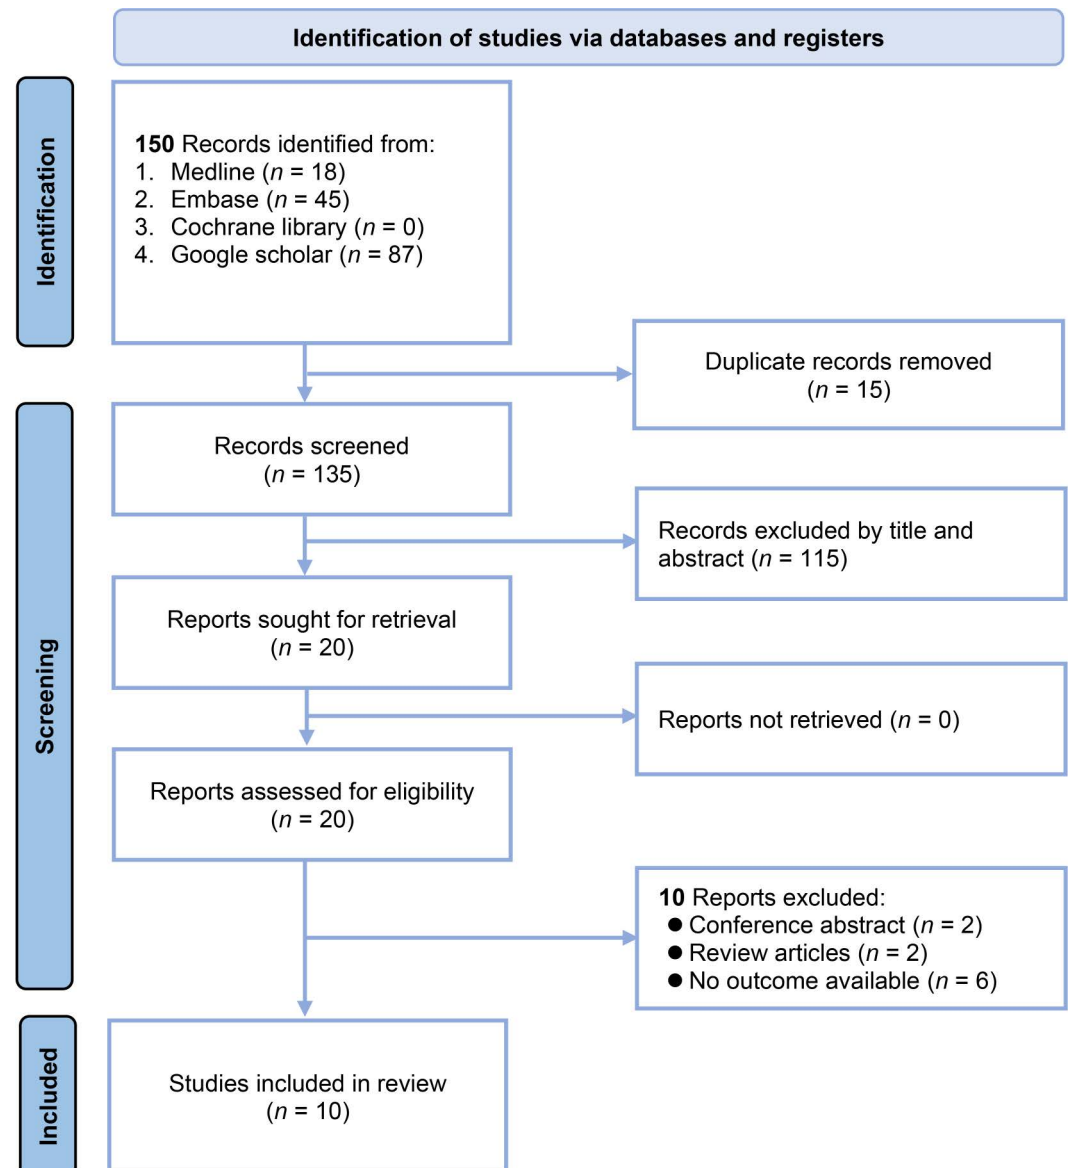 Identification of studies via databases and registers
Identification
150 Records identified from:
1. Medline (n = 18)
2. Embase (n = 45)
3. Cochrane library (n = 0)
4. Google scholar (n = 87)
Duplicate records removed
(n = 15)
Screening
Records screened
(n = 135)
Records excluded by title and
abstract (n = 115)
Reports sought for retrieval
(n = 20)
Reports not retrieved (n = 0)
Reports assessed for eligibility
(n = 20)
10 Reports excluded:
● Conference abstract (n = 2)
● Review articles (n = 2)
● No outcome available (n = 6)
Included
Studies included in review
(n = 10)